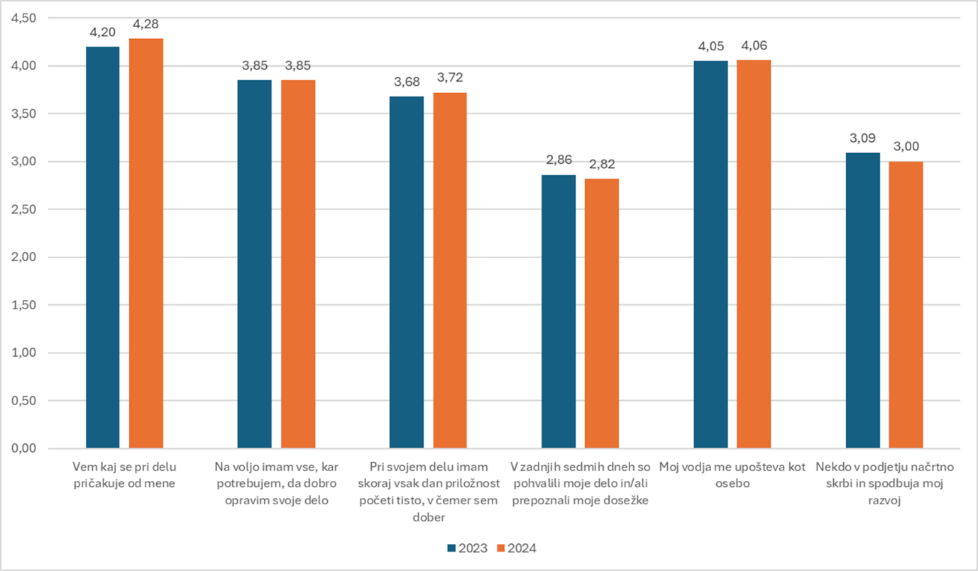 4,50
4,00
3,50
3,00
2,50
2,00
1,50
1,00
0,50
0,00
4,20
4,28
3,85
3,85
3,68
3,72
2,86
2,82
4,05
4,06
3,09
3,00
Vem kaj se pri delu
pričakuje od mene
Na voljo imam vse, kar
potrebujem, da dobro
opravim svoje delo
Pri svojem delu imam
skoraj vsak dan priložnost
početi tisto, v čemer sem
dober
V zadnjih sedmih dneh so
pohvalili moje delo in/ali
prepoznali moje dosežke
Moj vodja me upošteva kot
osebo
Nekdo v podjetju načrtno
skrbi in spodbuja moj
razvoj
2023
2024